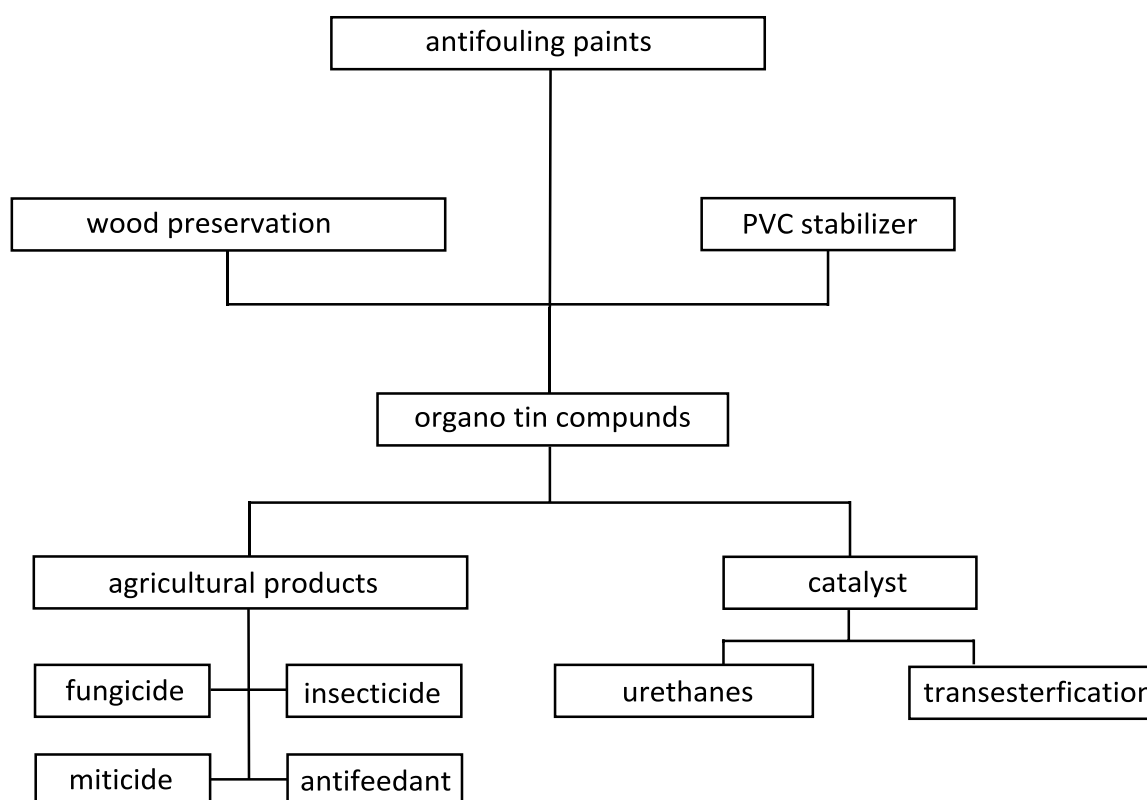 antifouling paints
wood preservation
PVC stabilizer
organo tin compunds
agricultural products
catalyst
fungicide
insecticide
urethanes
transesterfication
miticide
antifeedant